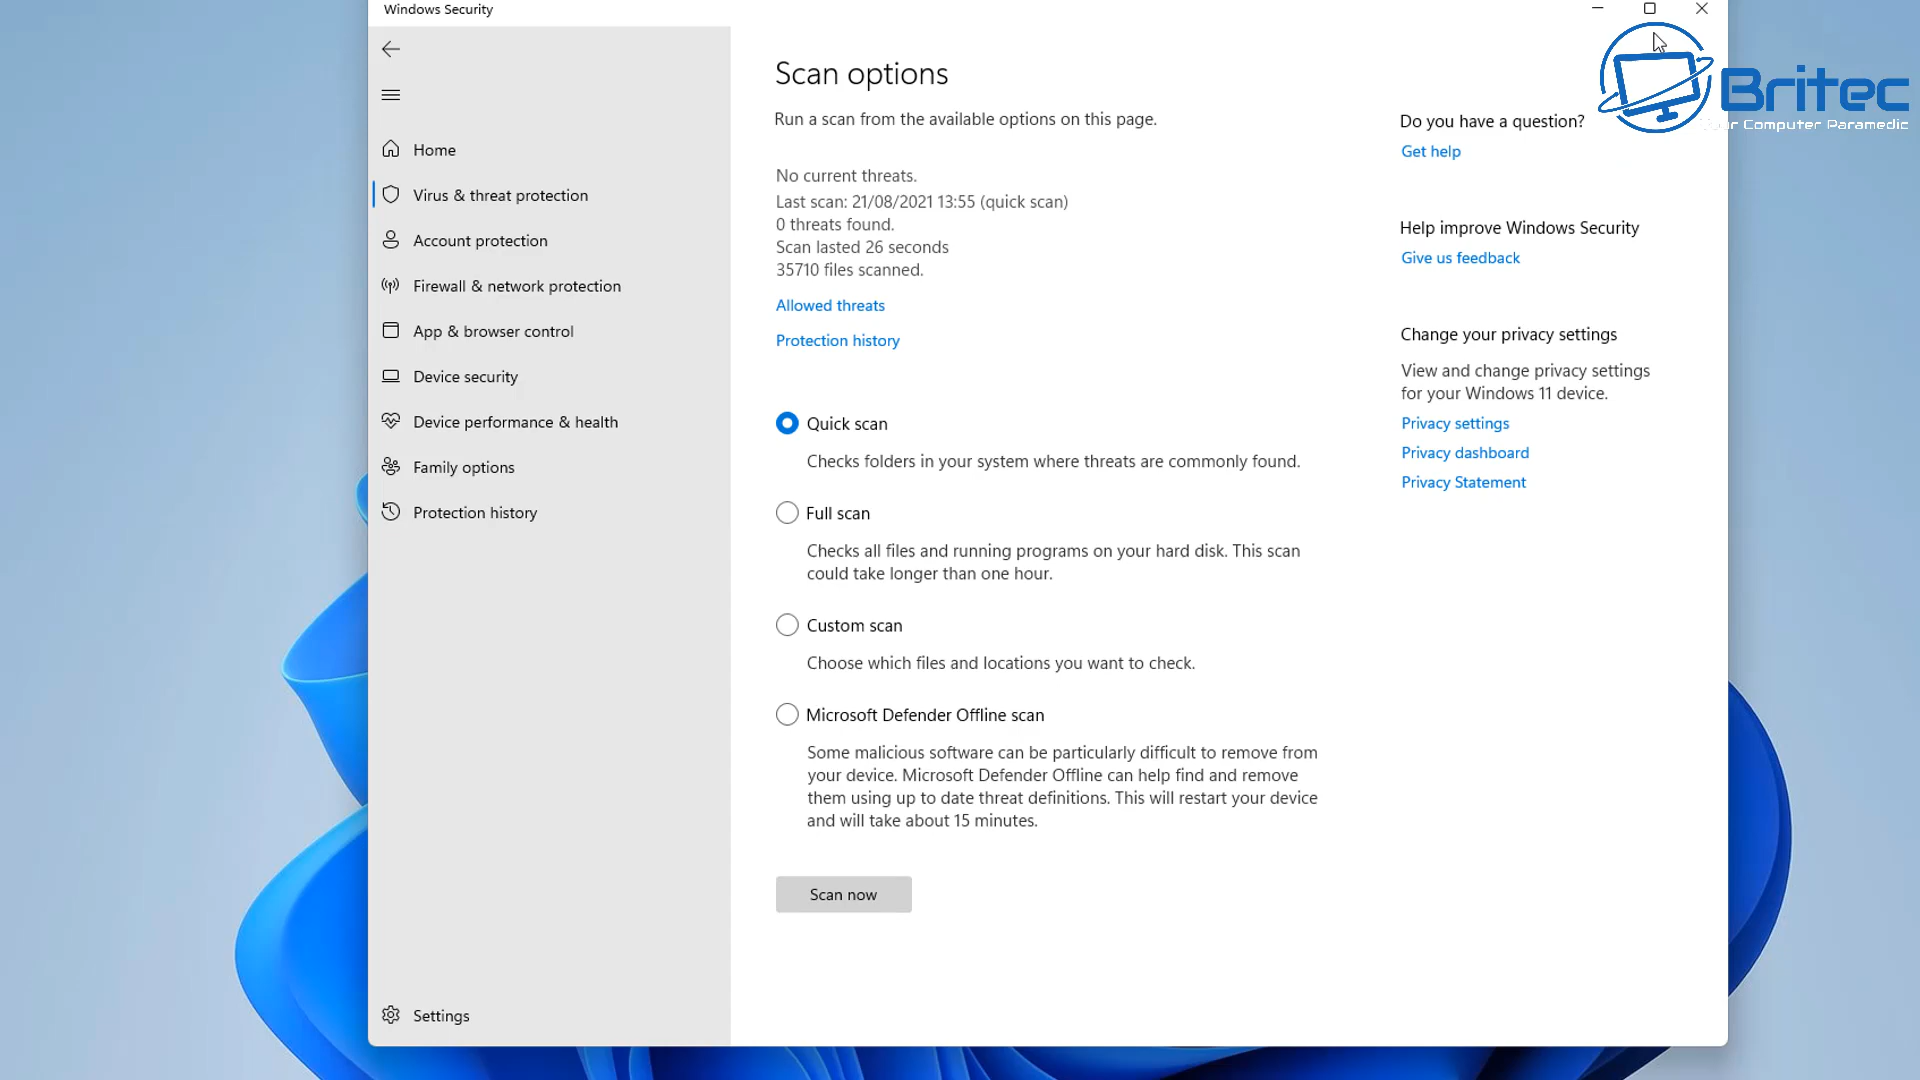 Windows Security
Home
Virus & threat protection
Account protection
Firewall & network protection
App & browser control
Device security
Device performance & health
Family options
Protection history
Settings
Scan options
Run a scan from the available options on this page.
No current threats.
Last scan: 21/08/2021 13:55 (quick scan)
0 threats found.
Scan lasted 26 seconds
35710 files scanned.
Allowed threats
Protection history
Quick scan
Checks folders in your system where threats are commonly found.
Full scan
Checks all files and running programs on your hard disk. This scan
could take longer than one hour.
Custom scan
Choose which files and locations you want to check.
Microsoft Defender Offline scan
Some malicious software can be particularly difficult to remove from
your device. Microsoft Defender Offline can help find and remove
them using up to date threat definitions. This will restart your device
and will take about 15 minutes.
Scan now
Do you have a question?
Get help
Help improve Windows Security
Give us feedback
Change your privacy settings
View and change privacy settings
for your Windows 11 device.
Privacy settings
Privacy dashboard
Privacy Statement
Britec
Your Computer Paramedic